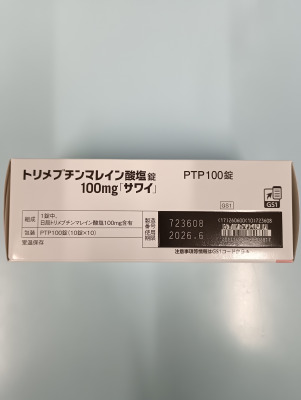 トリメブチンマレイン酸塩錠
100mg「サワイ」
PTP100錠
GS1
GS1
組成 1錠中、
日局トリメブチンマレイン酸塩100mg含有
包装 PTP100錠(10錠×10)
室温保存
製造番号 723608
使用期限 2026.6
(17)260600(10)723608
注意事項等情報はGS1コードから